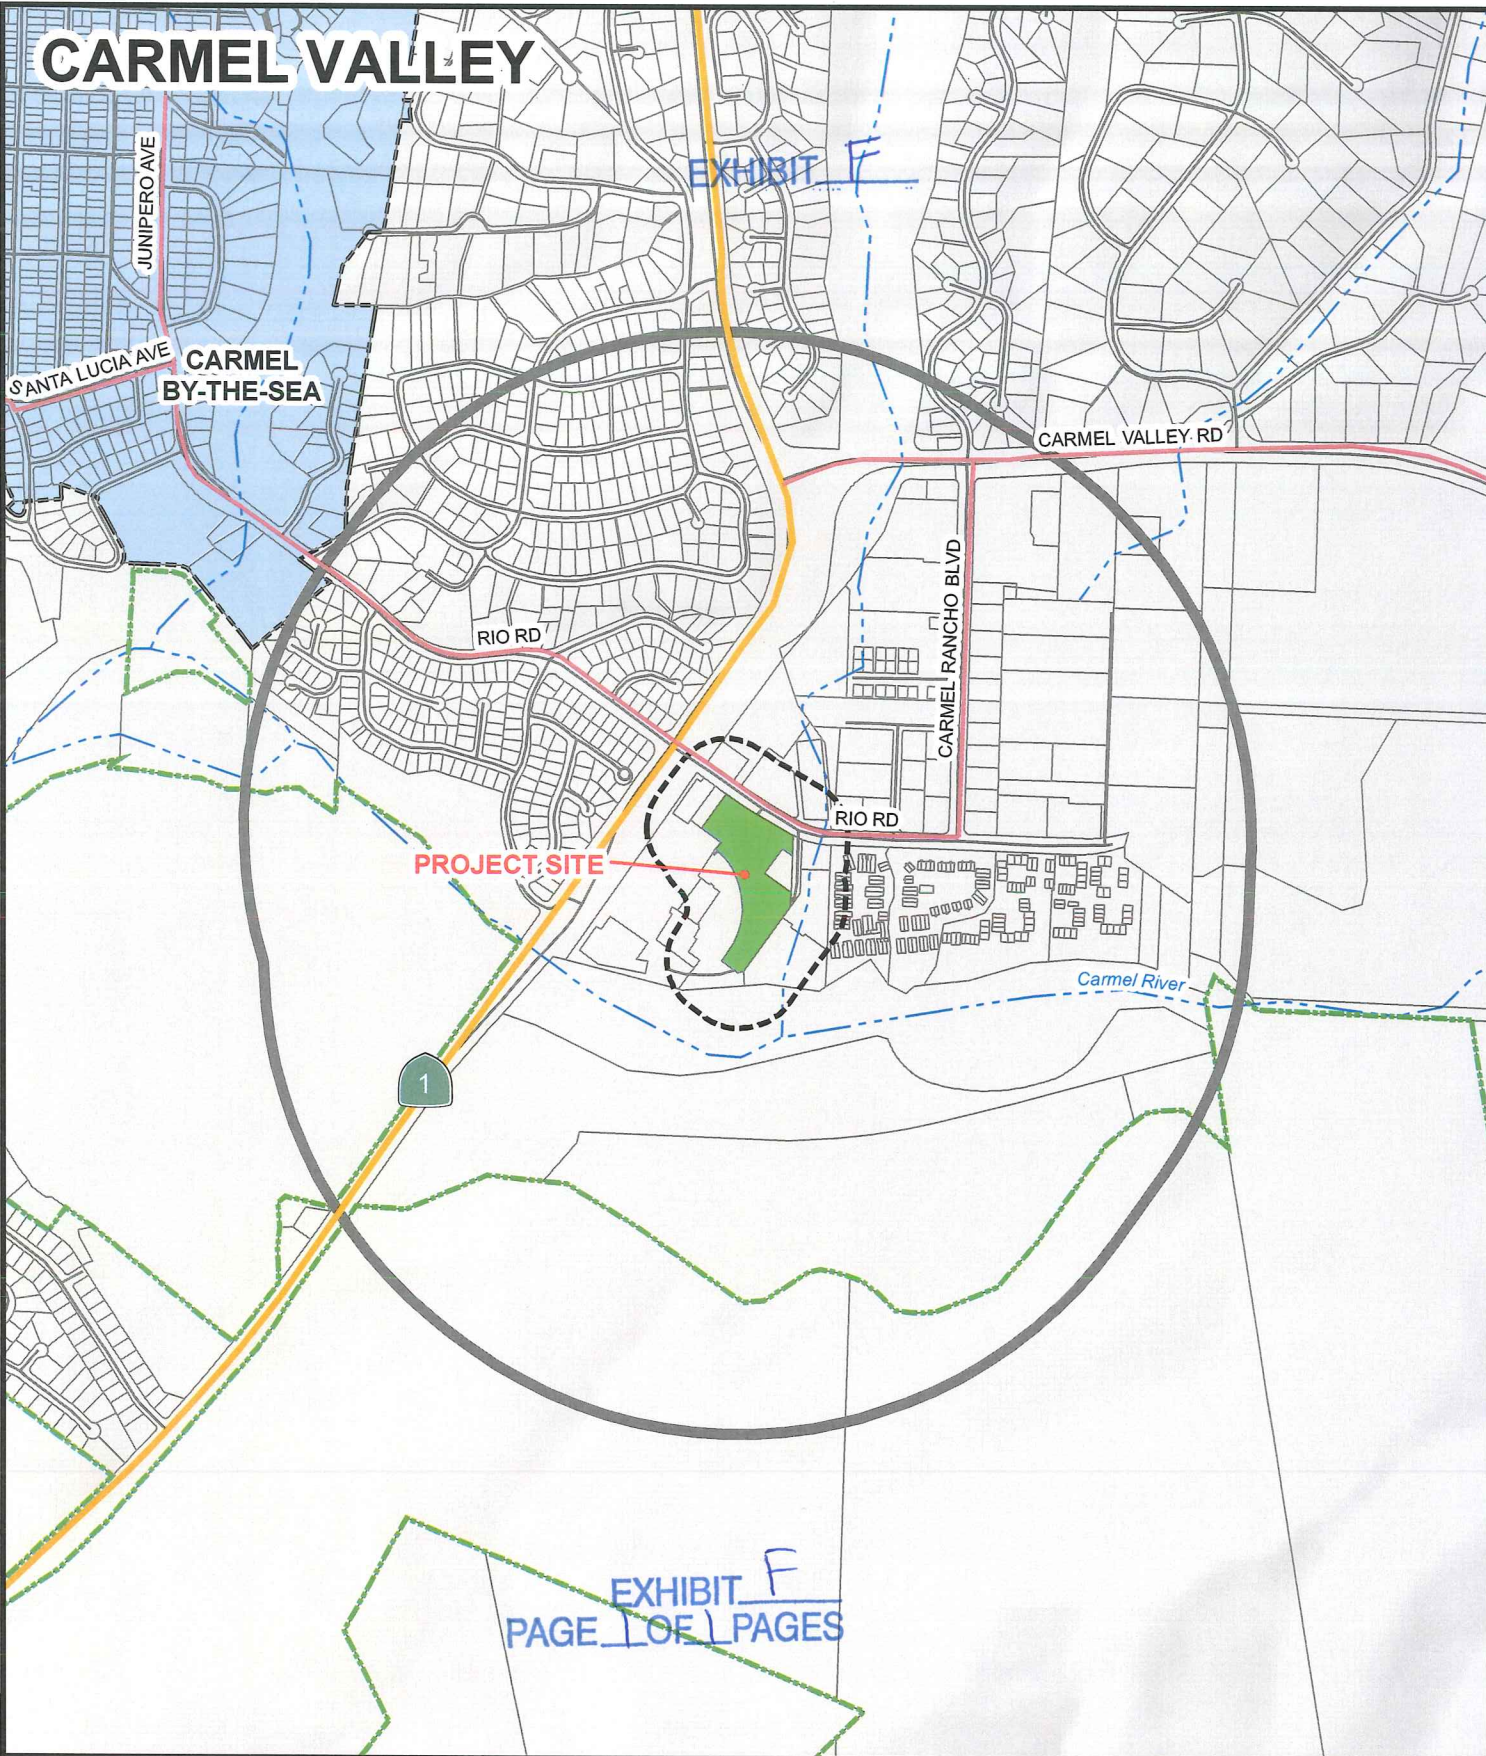 CARMEL VALLEY
EXHIBIT F
JUNIPERO AVE
SANTA LUCIA AVE
CARMEL
BY-THE-SEA
CARMEL VALLEY RD
CARMEL RANCHO BLVD
RIO RD
RIO RD
PROJECT SITE
Carmel River
1
EXHIBIT F
PAGE 1 OF 1 PAGES